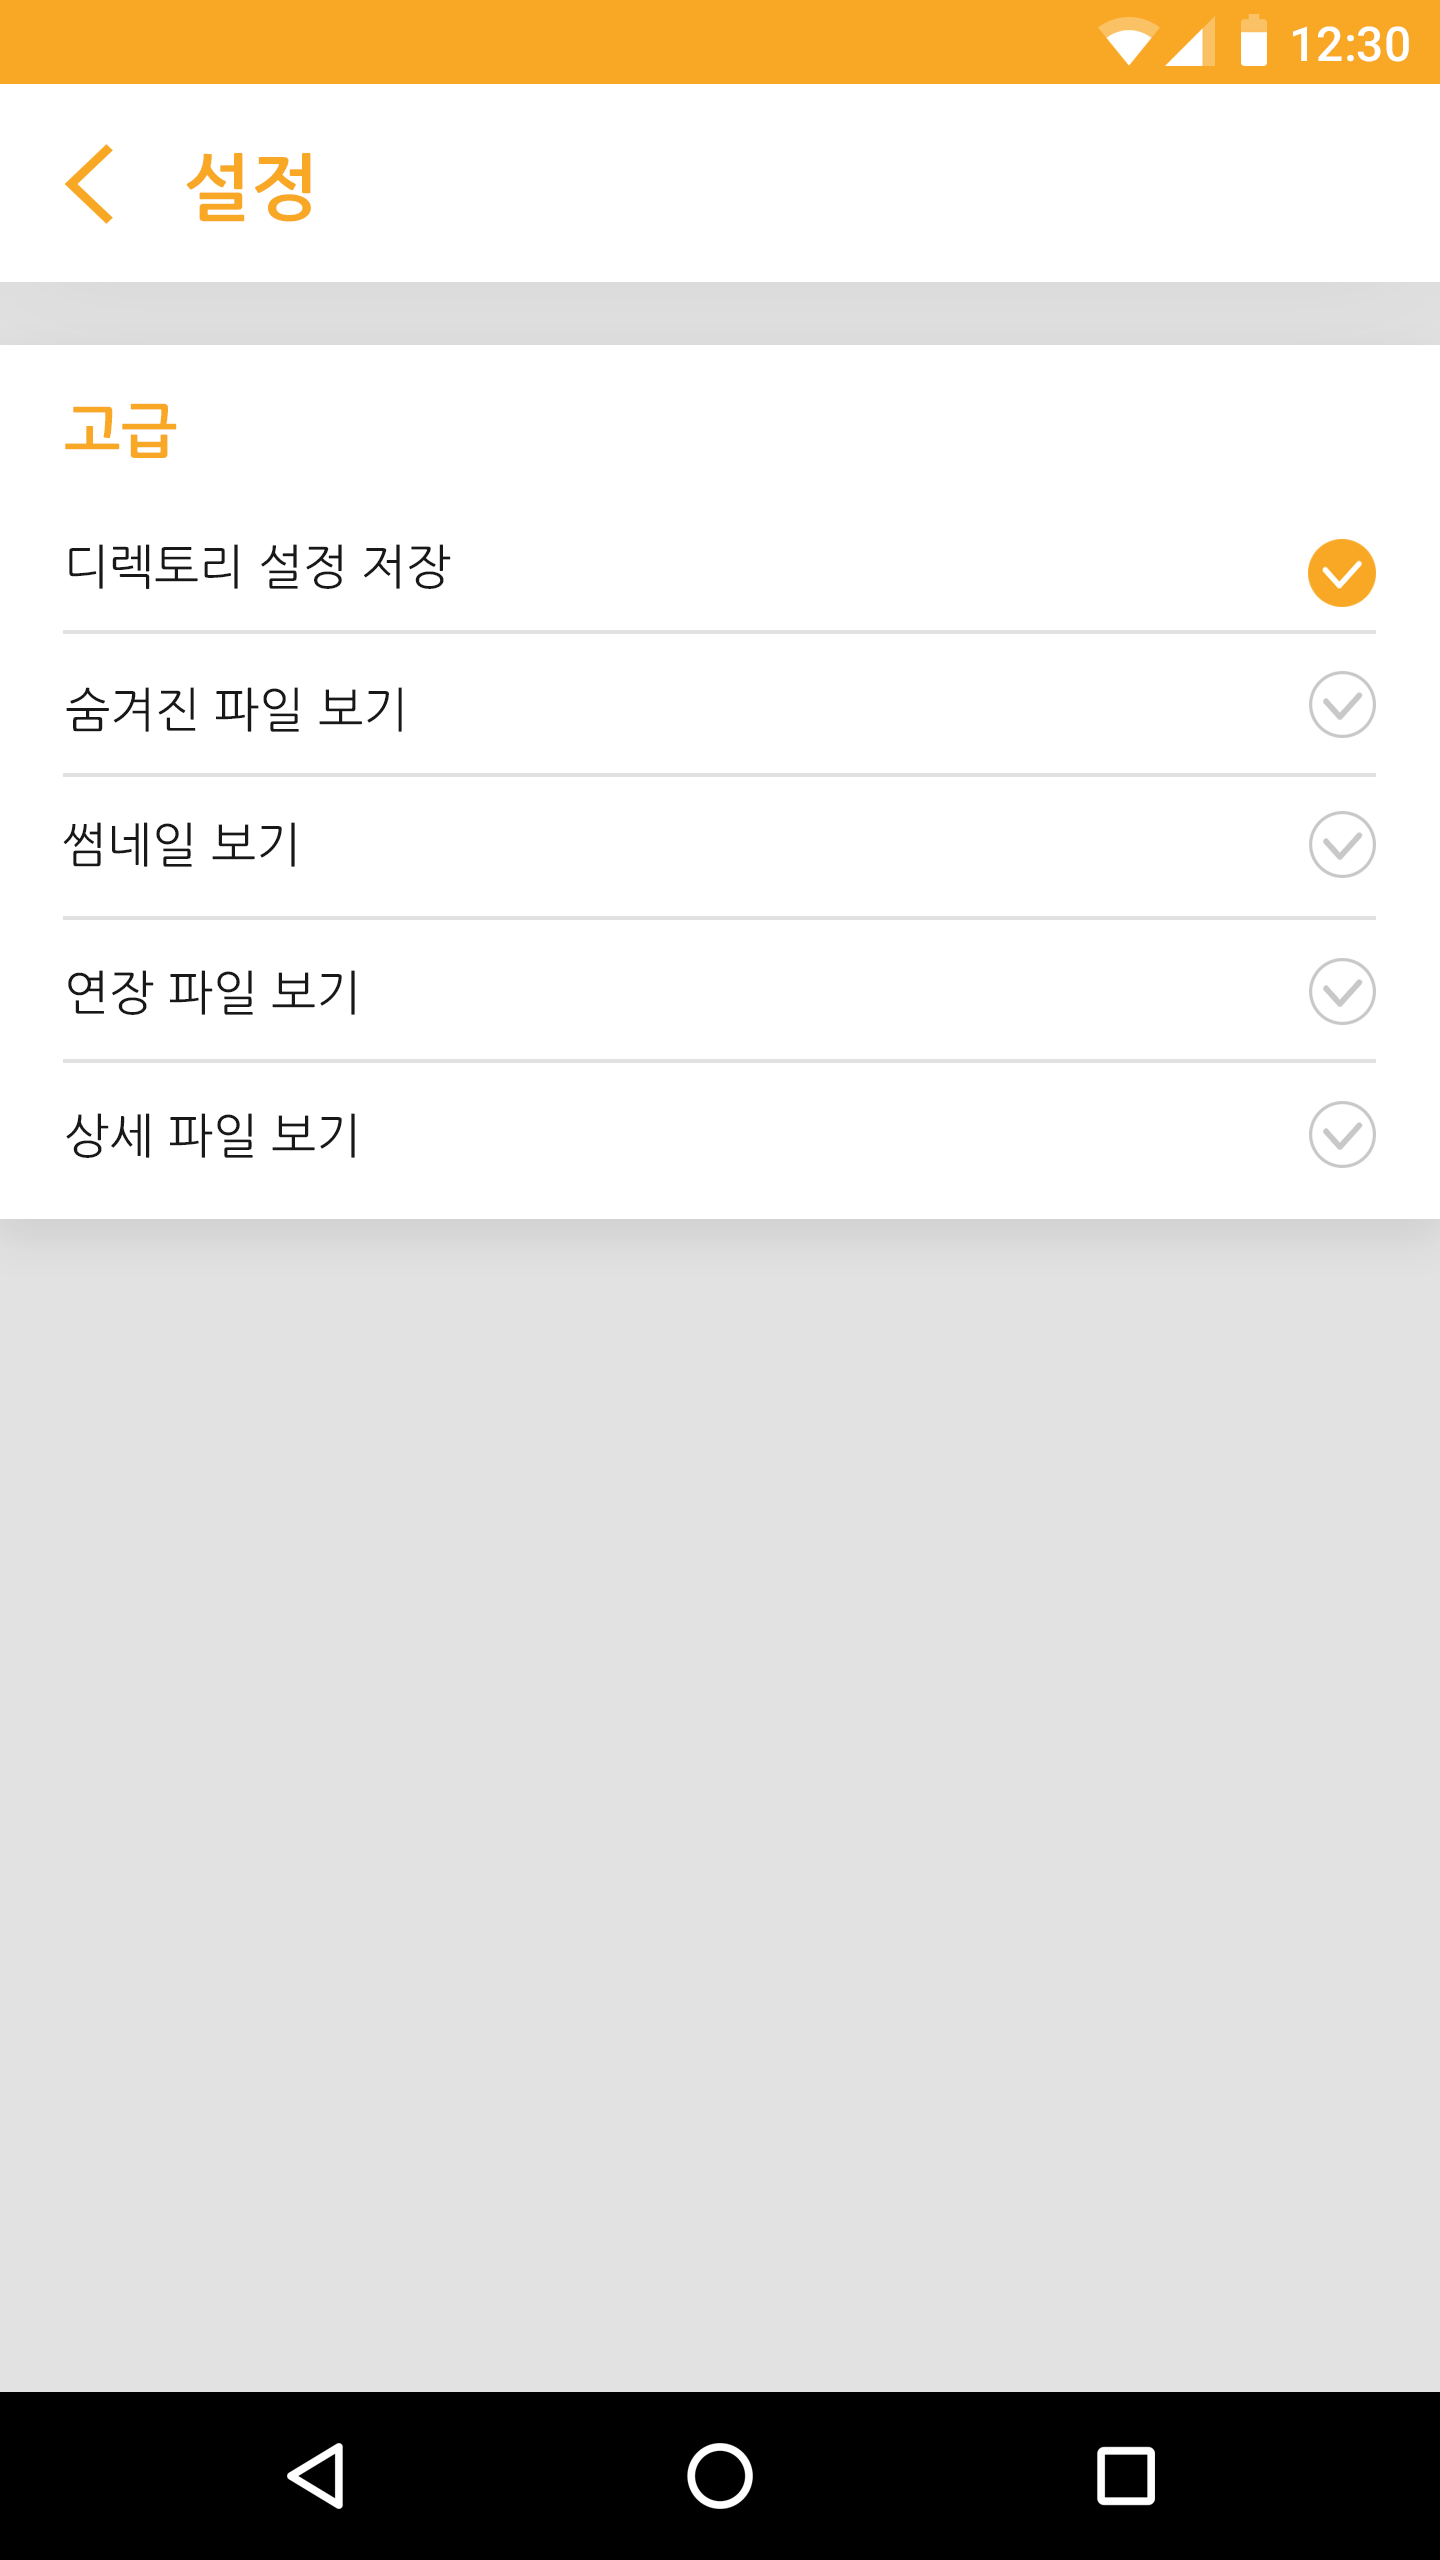 12:30
설정
고급
디렉토리 설정 저장
숨겨진 파일 보기
썸네일 보기
연장 파일 보기
상세 파일 보기